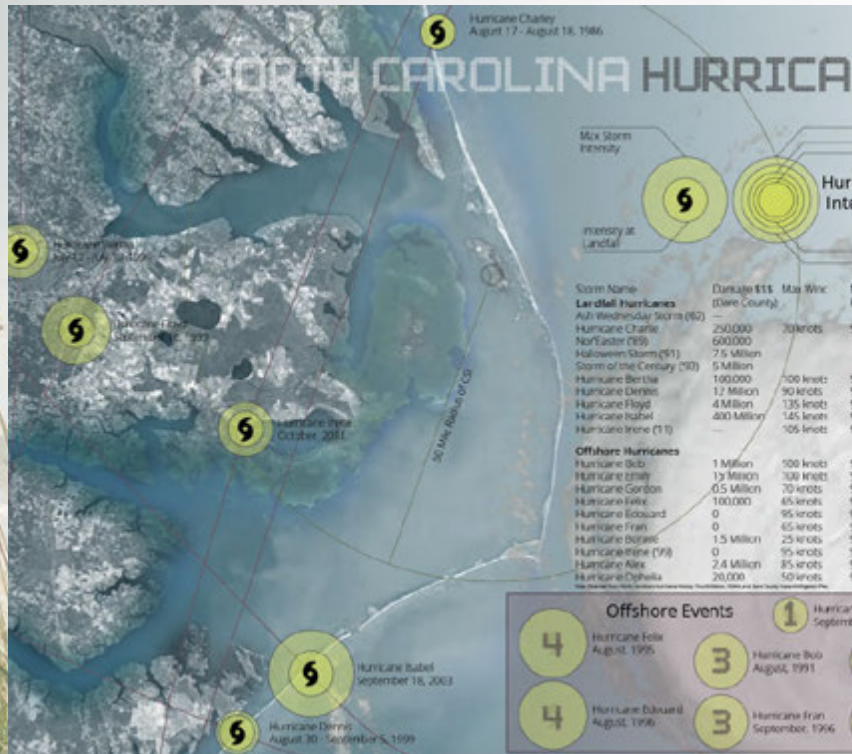 Hurricane Charley
August 17 - August 18, 1986
NORTH CAROLINA HURRICA
Max Storm
Intensity
Hur
Inte
Intensity at
Landfall
Hurricane Floyd
Hurricane Irene
October, 2011
50 Mile Radius of CSI
Storm Name Damage $$$ Max Winc
Landfall Hurricanes (Dare County)
Ash Wednesday Storm ('62) —
Hurricane Charlie 250,000 70 knots
Nor'Easter ('89) 600,000
Halloween Storm ('91) 7.5 Million
Storm of the Century ('93) 5 Million
Hurricane Bertha 100,000 100 knots
Hurricane Dennis 90 knots
Hurricane Floyd 4 Million 135 knots
Hurricane Isabel 400 Million 145 knots
Hurricane Irene ('11) — 105 knots
Offshore Hurricanes
Hurricane Bob 1 Million 100 knots
Hurricane Emily 15 Million 100 knots
Hurricane Gordon 0.5 Million 70 knots
Hurricane Felix 100,000 65 knots
Hurricane Edouard 0 95 knots
Hurricane Fran 0 65 knots
Hurricane Bonnie 1.5 Million 25 knots
Hurricane Irene ('99) 0 95 knots
Hurricane Alex 2.4 Million 85 knots
Hurricane Ophelia 20,000 50 knots
Offshore Events
4 Hurricane Felix
August, 1995
3 Hurricane Bob
August, 1991
1 Hurrican
Septemb
4 Hurricane Edouard
August, 1996
3 Hurricane Fran
September, 1996
Hurricane Isabel
September 18, 2003
Hurricane Dennis
August 30 - September 5, 1999